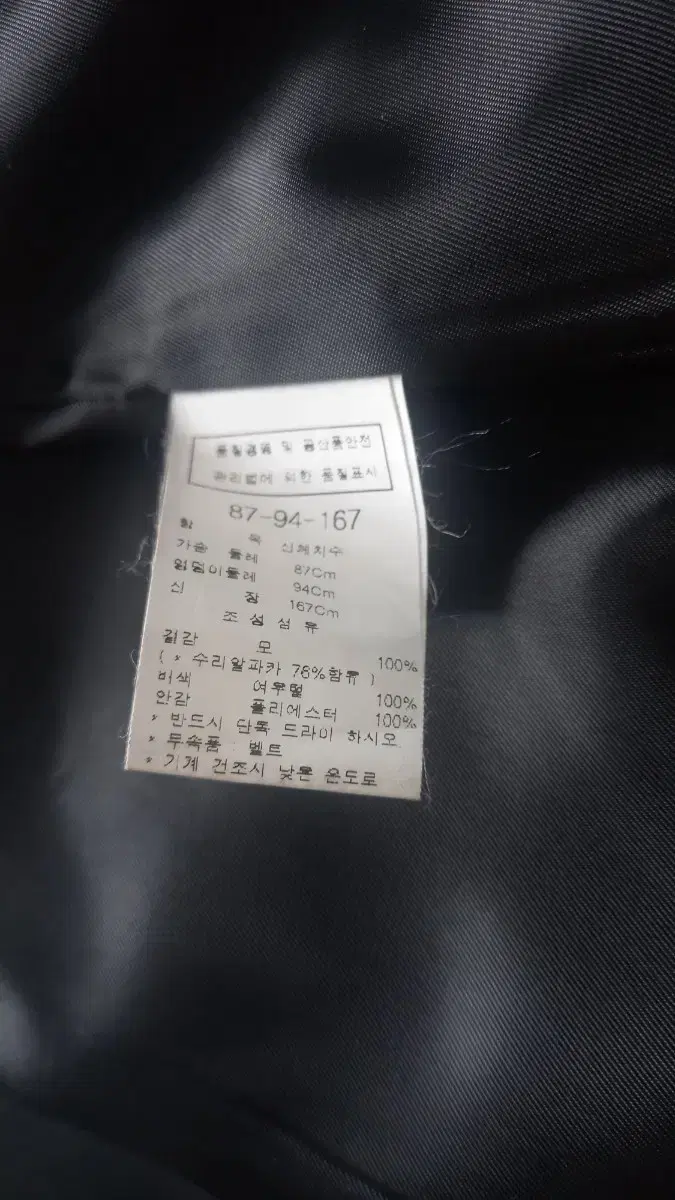 품질경영 및 공산품안전
관리법에 의한 품질표시
87-94-167
항 목 신체치수
가슴 둘레 87Cm
엉덩이둘레 94Cm
신 장 167Cm
조 성 섬 유
겉감 모 100%
( * 수리알파카 78%함유 )
배색 여우털 100%
안감 폴리에스터 100%
* 반드시 단독 드라이 하시오
* 부속품 : 벨트
* 기계 건조시 낮은 온도로